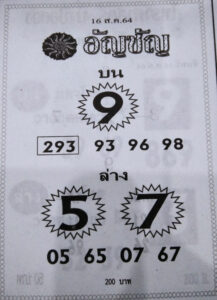 16 ส.ค.64
อัญชัญ
บน
9
293 93 96 98
ล่าง
5 7
05 65 07 67
200 บาท